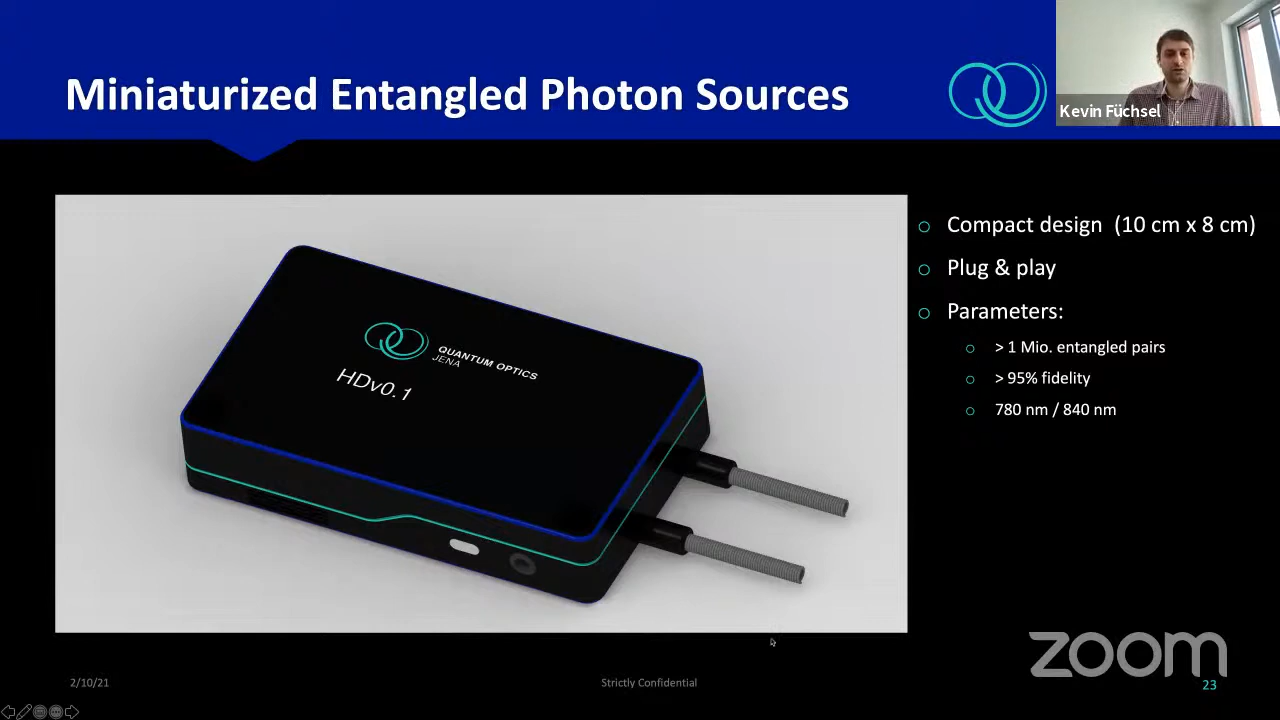 Miniaturized Entangled Photon Sources
Kevin Füchsel
Compact design (10 cm x 8 cm)
Plug & play
Parameters:
> 1 Mio. entangled pairs
> 95% fidelity
780 nm / 840 nm
QUANTUM OPTICS
JENA
HDv0.1
zoom
2/10/21
Strictly Confidential
23